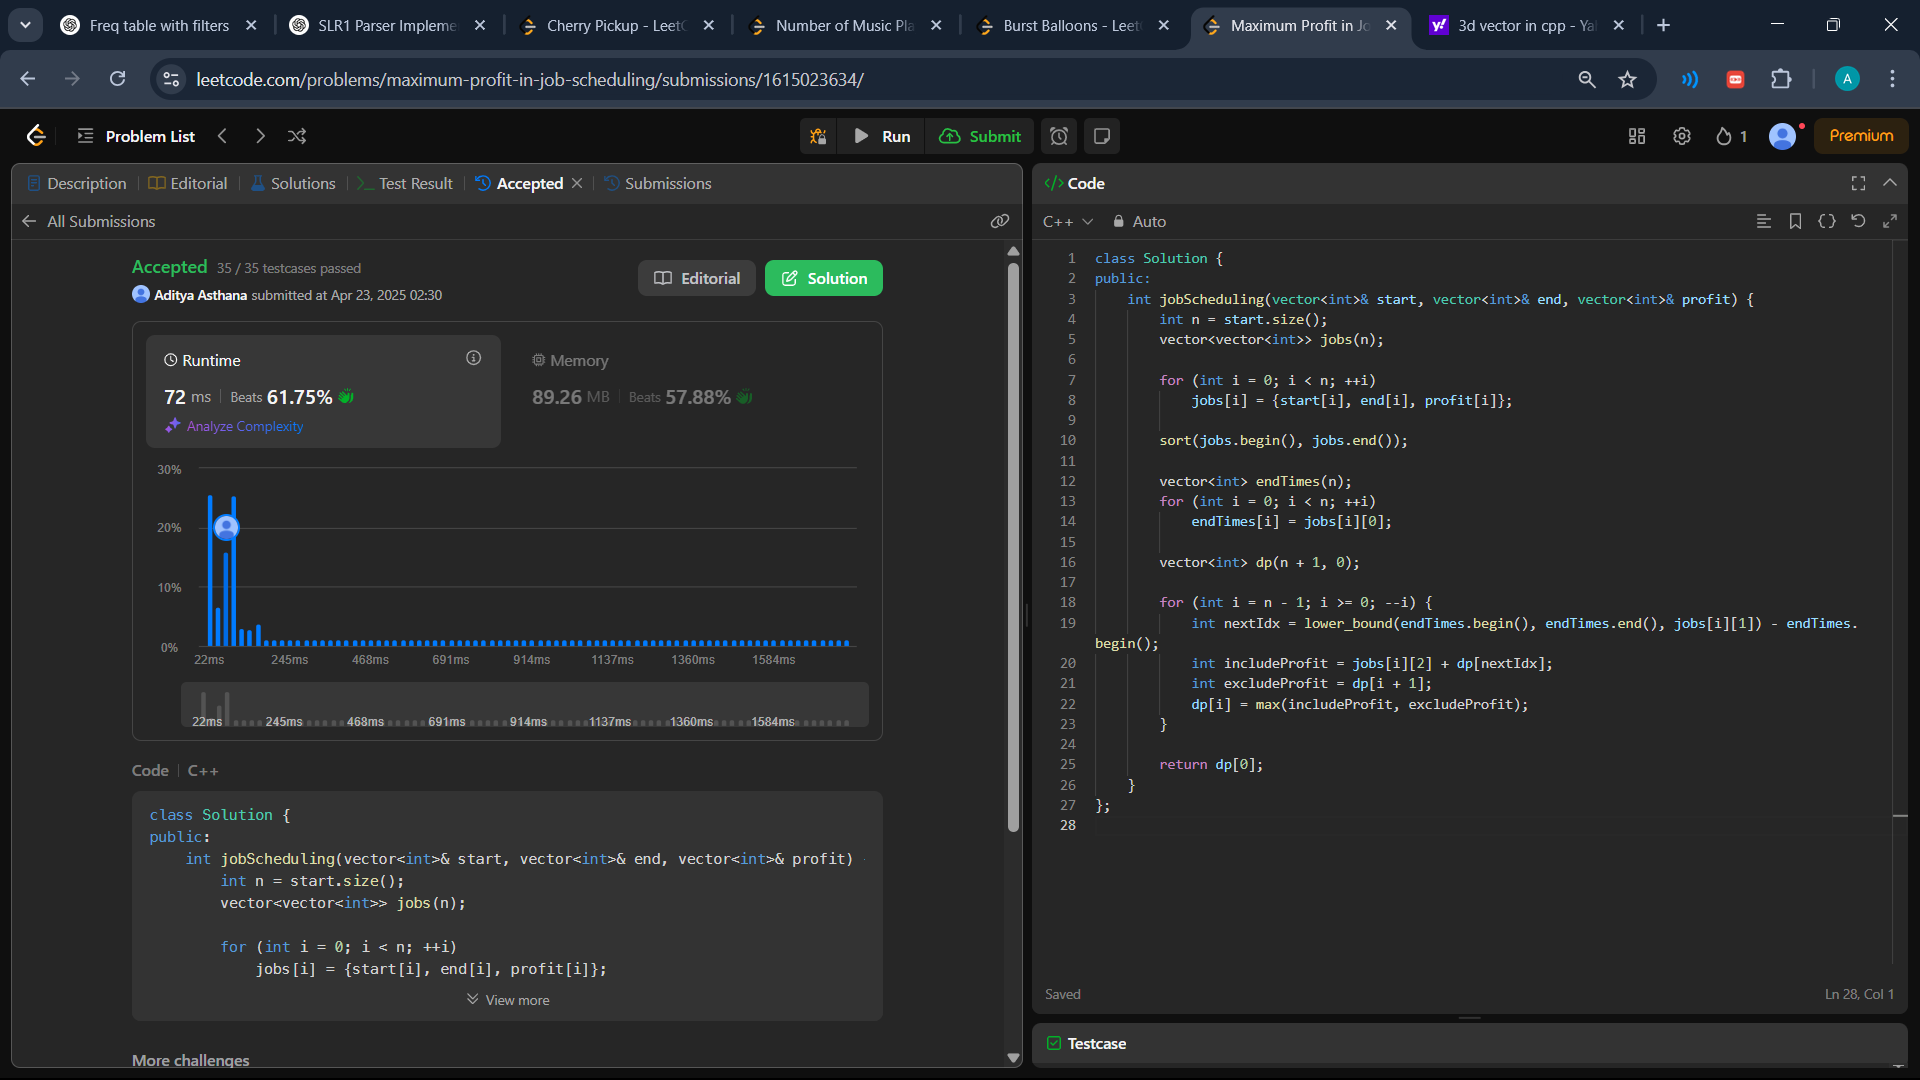 Freq table with filters
SLR1 Parser Impleme
Cherry Pickup - Leet
Number of Music Pla
Burst Balloons - Leet
Maximum Profit in Jo
3d vector in cpp - Ya
leetcode.com/problems/maximum-profit-in-job-scheduling/submissions/1615023634/
A
Problem List
Run
Submit
1
Premium
Description
Editorial
Solutions
Test Result
Accepted
Submissions
All Submissions
Accepted 35 / 35 testcases passed
Aditya Asthana submitted at Apr 23, 2025 02:30
Editorial
Solution
Runtime
72 ms Beats 61.75%
Analyze Complexity
Memory
89.26 MB Beats 57.88%
30%
20%
10%
0%
22ms 245ms 468ms 691ms 914ms 1137ms 1360ms 1584ms
22ms 245ms 468ms 691ms 914ms 1137ms 1360ms 1584ms
Code C++
class Solution {
public:
    int jobScheduling(vector<int>& start, vector<int>& end, vector<int>& profit)
        int n = start.size();
        vector<vector<int>> jobs(n);
        for (int i = 0; i < n; ++i)
            jobs[i] = {start[i], end[i], profit[i]};
View more
More challenges
</> Code
C++
Auto
1 class Solution {
2 public:
3     int jobScheduling(vector<int>& start, vector<int>& end, vector<int>& profit) {
4         int n = start.size();
5         vector<vector<int>> jobs(n);
6
7         for (int i = 0; i < n; ++i)
8             jobs[i] = {start[i], end[i], profit[i]};
9
10         sort(jobs.begin(), jobs.end());
11
12         vector<int> endTimes(n);
13         for (int i = 0; i < n; ++i)
14             endTimes[i] = jobs[i][0];
15
16         vector<int> dp(n + 1, 0);
17
18         for (int i = n - 1; i >= 0; --i) {
19             int nextIdx = lower_bound(endTimes.begin(), endTimes.end(), jobs[i][1]) - endTimes.
begin();
20             int includeProfit = jobs[i][2] + dp[nextIdx];
21             int excludeProfit = dp[i + 1];
22             dp[i] = max(includeProfit, excludeProfit);
23         }
24
25         return dp[0];
26     }
27 };
28
Saved
Ln 28, Col 1
Testcase